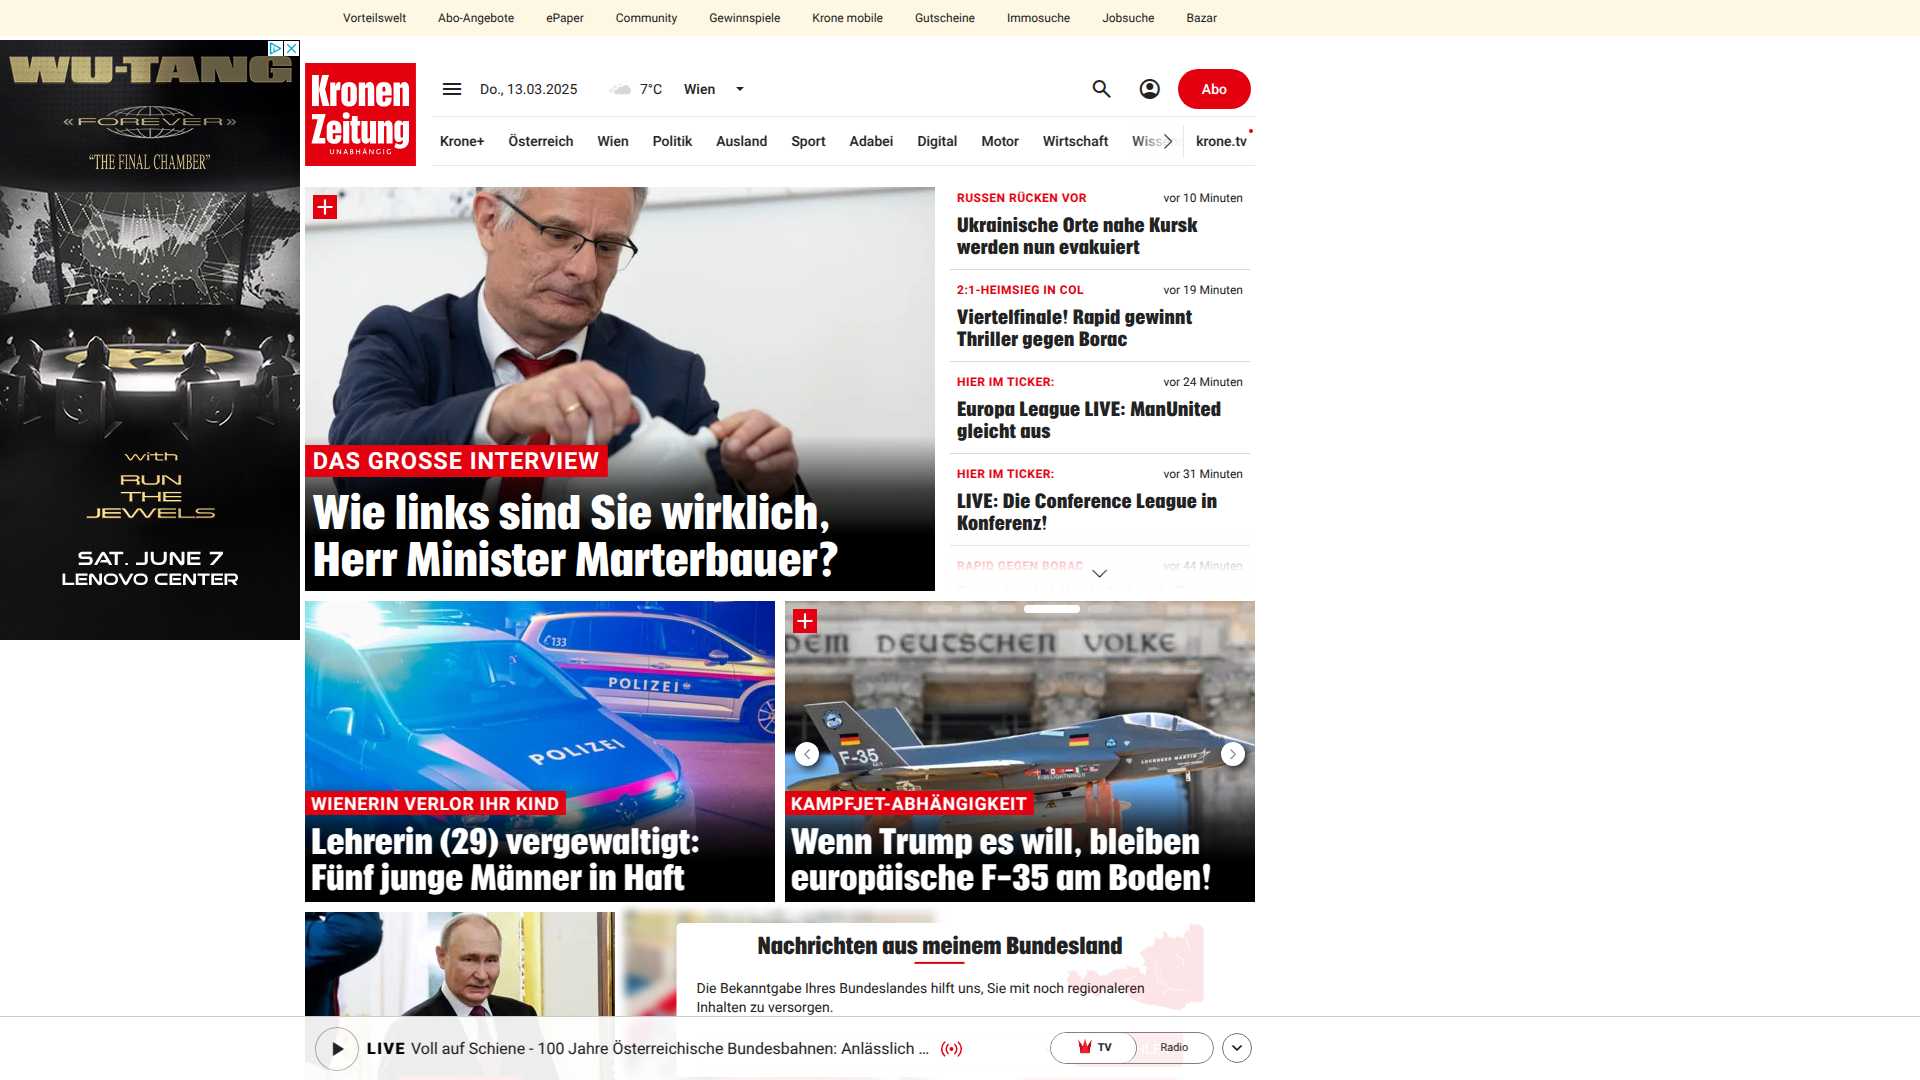 Vorteilswelt Abo-Angebote ePaper Community Gewinnspiele Krone mobile Gutscheine Immosuche Jobsuche Bazar
WU-TANG
«FOREVER»
"THE FINAL CHAMBER"
with
RUN
THE
JEWELS
SAT. JUNE 7
LENOVO CENTER
Kronen
Zeitung
UNABHÄNGIG
Do., 13.03.2025 7°C Wien
Abo
Krone+ Österreich Wien Politik Ausland Sport Adabei Digital Motor Wirtschaft krone.tv
DAS GROSSE INTERVIEW
Wie links sind Sie wirklich,
Herr Minister Marterbauer?
RUSSEN RÜCKEN VOR vor 10 Minuten
Ukrainische Orte nahe Kursk
werden nun evakuiert
2:1-HEIMSIEG IN COL vor 19 Minuten
Viertelfinale! Rapid gewinnt
Thriller gegen Borac
HIER IM TICKER: vor 24 Minuten
Europa League LIVE: ManUnited
gleicht aus
HIER IM TICKER: vor 31 Minuten
LIVE: Die Conference League in
Konferenz!
RAPID GEGEN BORAC vor 44 Minuten
133
POLIZEI
POLIZEI
WIENERIN VERLOR IHR KIND
Lehrerin (29) vergewaltigt:
Fünf junge Männer in Haft
DEM DEUTSCHEN VOLKE
F-35
LOCKHEED MARTIN
KAMPFJET-ABHÄNGIGKEIT
Wenn Trump es will, bleiben
europäische F-35 am Boden!
Nachrichten aus meinem Bundesland
Die Bekanntgabe Ihres Bundeslandes hilft uns, Sie mit noch regionaleren
Inhalten zu versorgen.
LIVE Voll auf Schiene - 100 Jahre Österreichische Bundesbahnen: Anlässlich ...
TV Radio